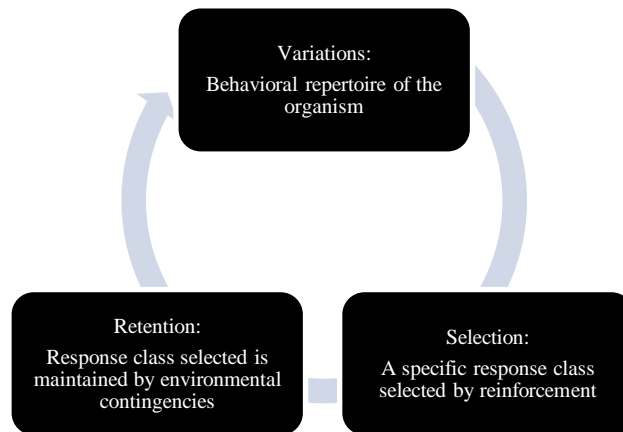 Variations:
Behavioral repertoire of the
organism
Retention:
Response class selected is
maintained by environmental
contingencies
Selection:
A specific response class
selected by reinforcement